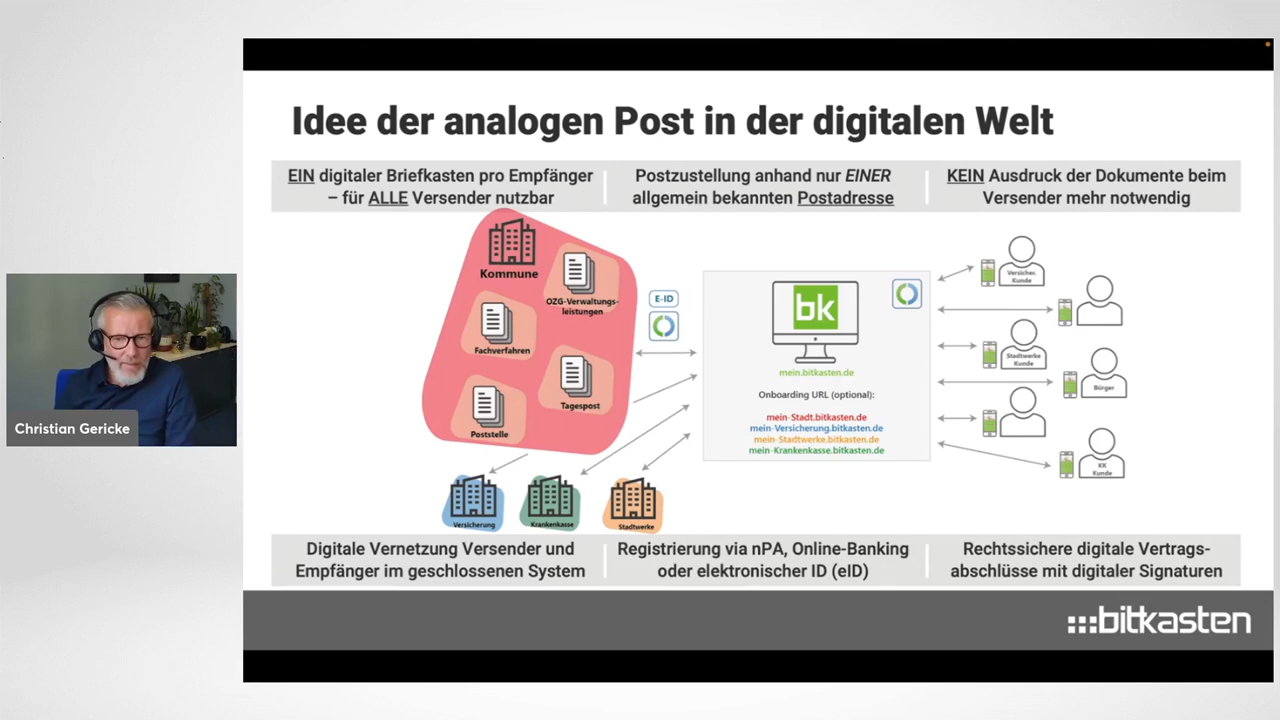 Idee der analogen Post in der digitalen Welt
EIN digitaler Briefkasten pro Empfänger
– für ALLE Versender nutzbar
Postzustellung anhand nur EINER
allgemein bekannten Postadresse
KEIN Ausdruck der Dokumente beim
Versender mehr notwendig
Kommune
OZG-Verwaltungs-
leistungen
Fachverfahren
Tagespost
Poststelle
E-ID
bk
mein.bitkasten.de
Onboarding URL (optional):
mein-Stadt.bitkasten.de
mein-Versicherung.bitkasten.de
mein-Stadtwerke.bitkasten.de
mein-Krankenkasse.bitkasten.de
Versicher.
Kunde
Stadtwerke
Kunde
Bürger
KK
Kunde
Versicherung
Krankenkasse
Stadtwerke
Christian Gericke
Digitale Vernetzung Versender und
Empfänger im geschlossenen System
Registrierung via nPA, Online-Banking
oder elektronischer ID (eID)
Rechtssichere digitale Vertrags-
abschlüsse mit digitaler Signaturen
bitkasten